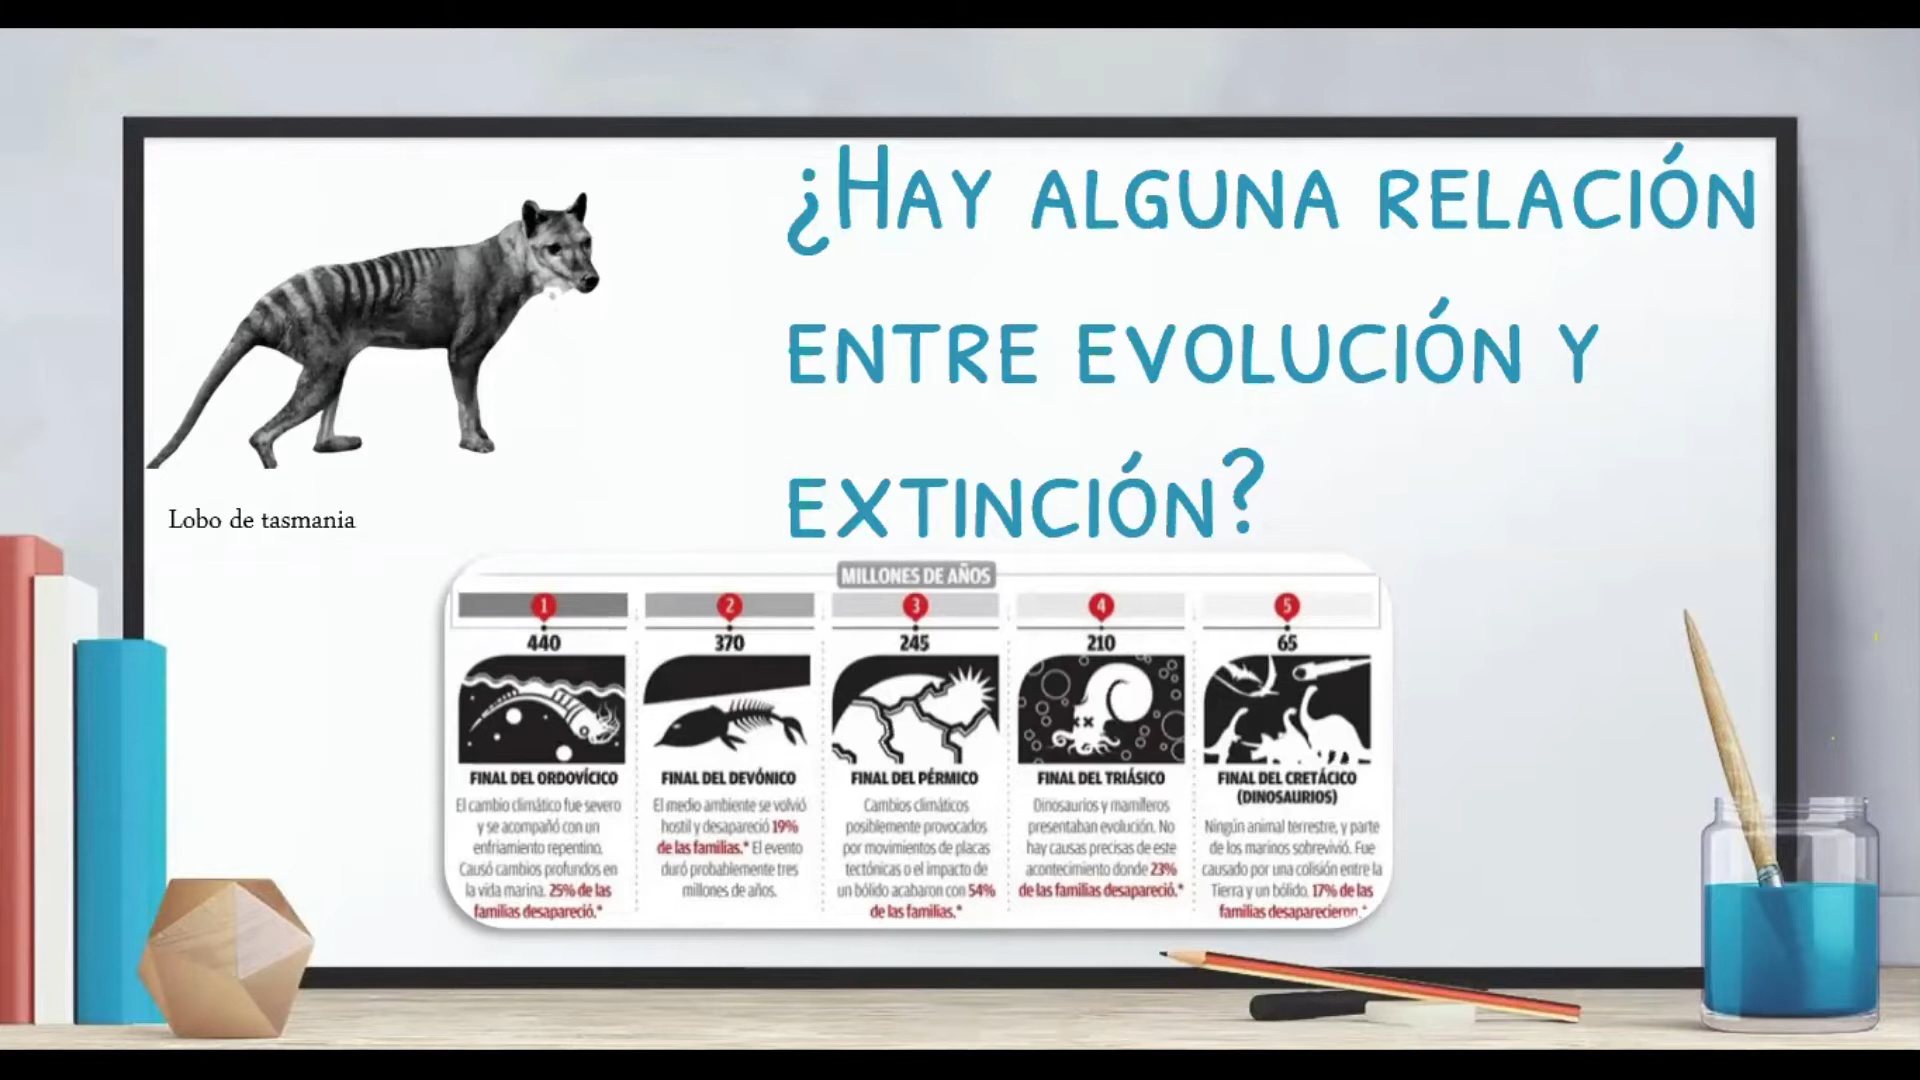 ¿Hay alguna relación
entre evolución y
extinción?
Lobo de tasmania
MILLONES DE AÑOS
1
440
FINAL DEL ORDOVÍCICO
El cambio climático fue severo
y se acompañó con un
enfriamiento repentino.
Causó cambios profundos en
la vida marina. 25% de las
familias desapareció.*
2
370
FINAL DEL DEVÓNICO
El medio ambiente se volvió
hostil y desapareció 19%
de las familias.* El evento
duró probablemente tres
millones de años.
3
245
FINAL DEL PÉRMICO
Cambios climáticos
posiblemente provocados
por movimientos de placas
tectónicas o el impacto de
un bólido acabaron con 54%
de las familias.*
4
210
FINAL DEL TRIÁSICO
Dinosaurios y mamíferos
presentaban evolución. No
hay causas precisas de este
acontecimiento donde 23%
de las familias desapareció.*
5
65
FINAL DEL CRETÁCICO
(DINOSAURIOS)
Ningún animal terrestre, y parte
de los marinos sobrevivió. Fue
causado por una colisión entre la
Tierra y un bólido. 17% de las
familias desaparecieron.*